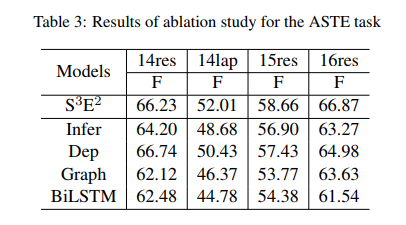 Table 3: Results of ablation study for the ASTE task
Models 14res 14lap 15res 16res
F F F F
S³E² 66.23 52.01 58.66 66.87
Infer 64.20 48.68 56.90 63.27
Dep 66.74 50.43 57.43 64.98
Graph 62.12 46.37 53.77 63.63
BiLSTM 62.48 44.78 54.38 61.54